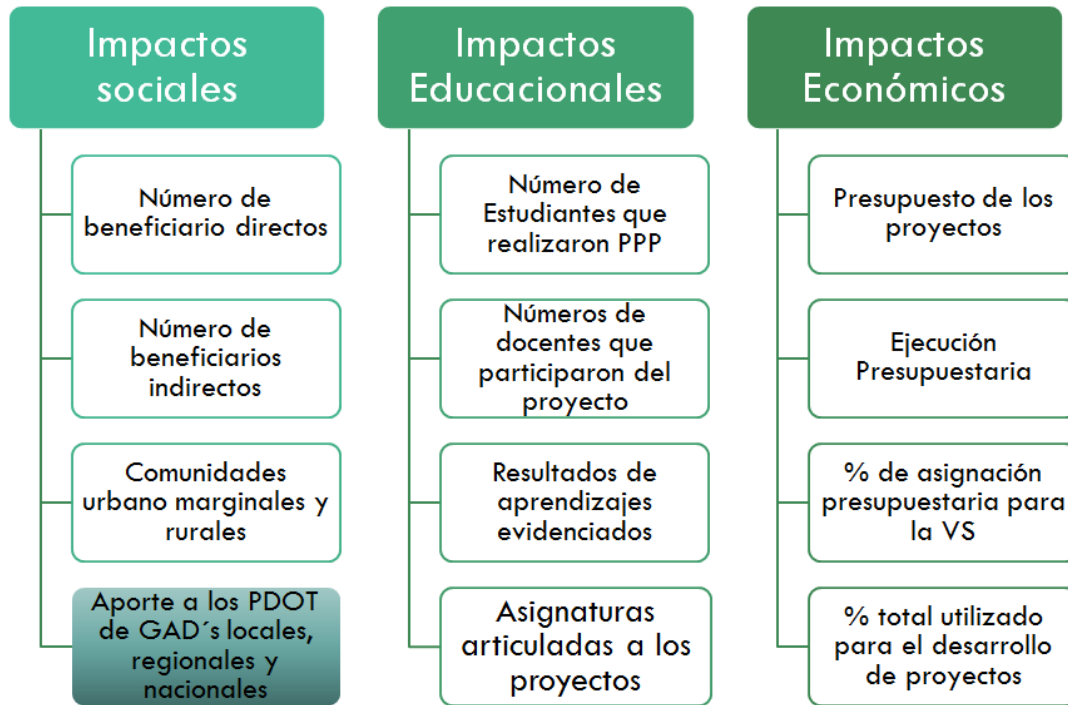 Impactos
sociales
Número de
beneficiario directos
Número de
beneficiarios
indirectos
Comunidades
urbano marginales y
rurales
Aporte a los PDOT
de GAD´s locales,
regionales y
nacionales
Impactos
Educacionales
Número de
Estudiantes que
realizaron PPP
Números de
docentes que
participaron del
proyecto
Resultados de
aprendizajes
evidenciados
Asignaturas
articuladas a los
proyectos
Impactos
Económicos
Presupuesto de los
proyectos
Ejecución
Presupuestaria
% de asignación
presupuestaria para
la VS
% total utilizado
para el desarrollo
de proyectos